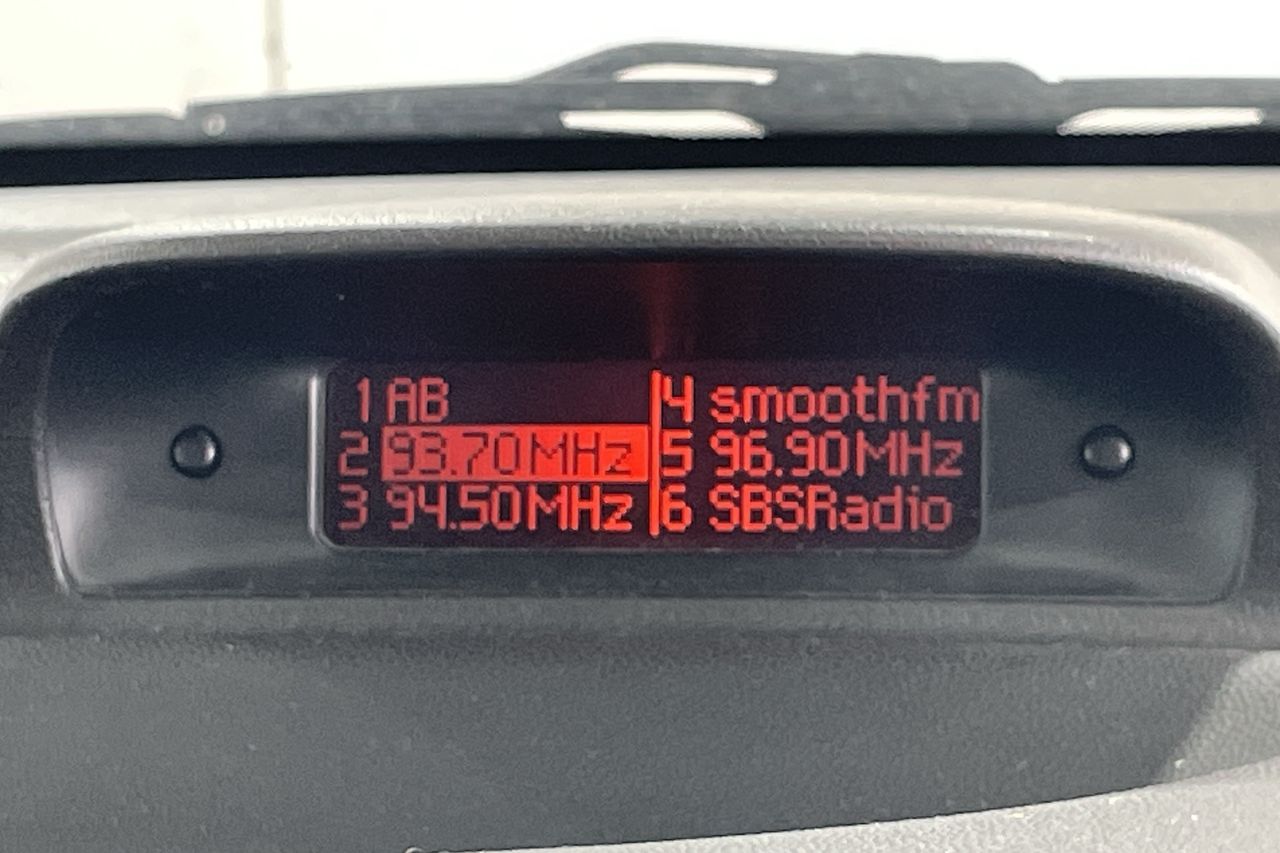 1 AB
2 93.70MHz
3 94.50MHz
4 smoothfm
5 96.90MHz
6 SBSRadio